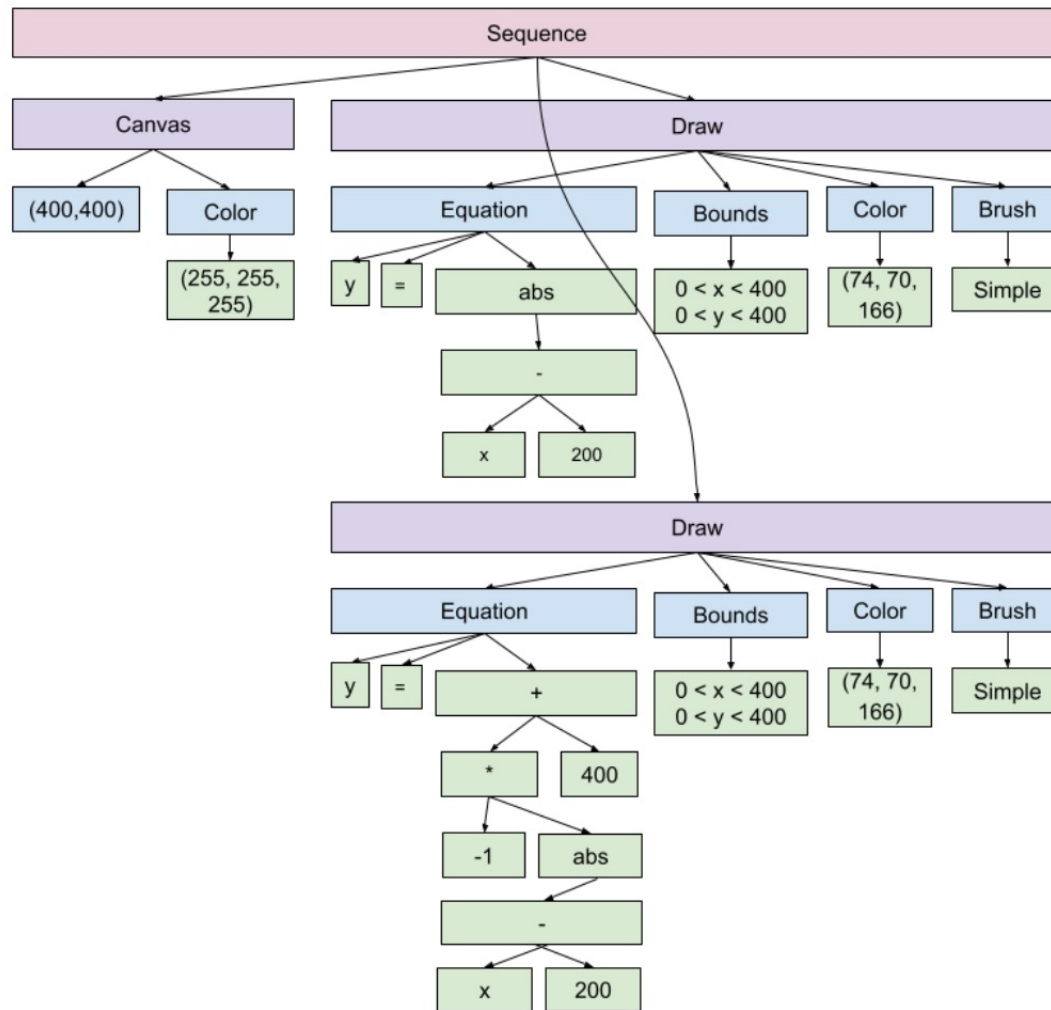 Sequence
Canvas
Draw
(400,400)
Color
Equation
Bounds
Color
Brush
(255, 255,
255)
y
=
abs
0 < x < 400
0 < y < 400
(74, 70,
166)
Simple
-
x
200
Draw
Equation
Bounds
Color
Brush
y
=
+
0 < x < 400
0 < y < 400
(74, 70,
166)
Simple
*
400
-1
abs
-
x
200